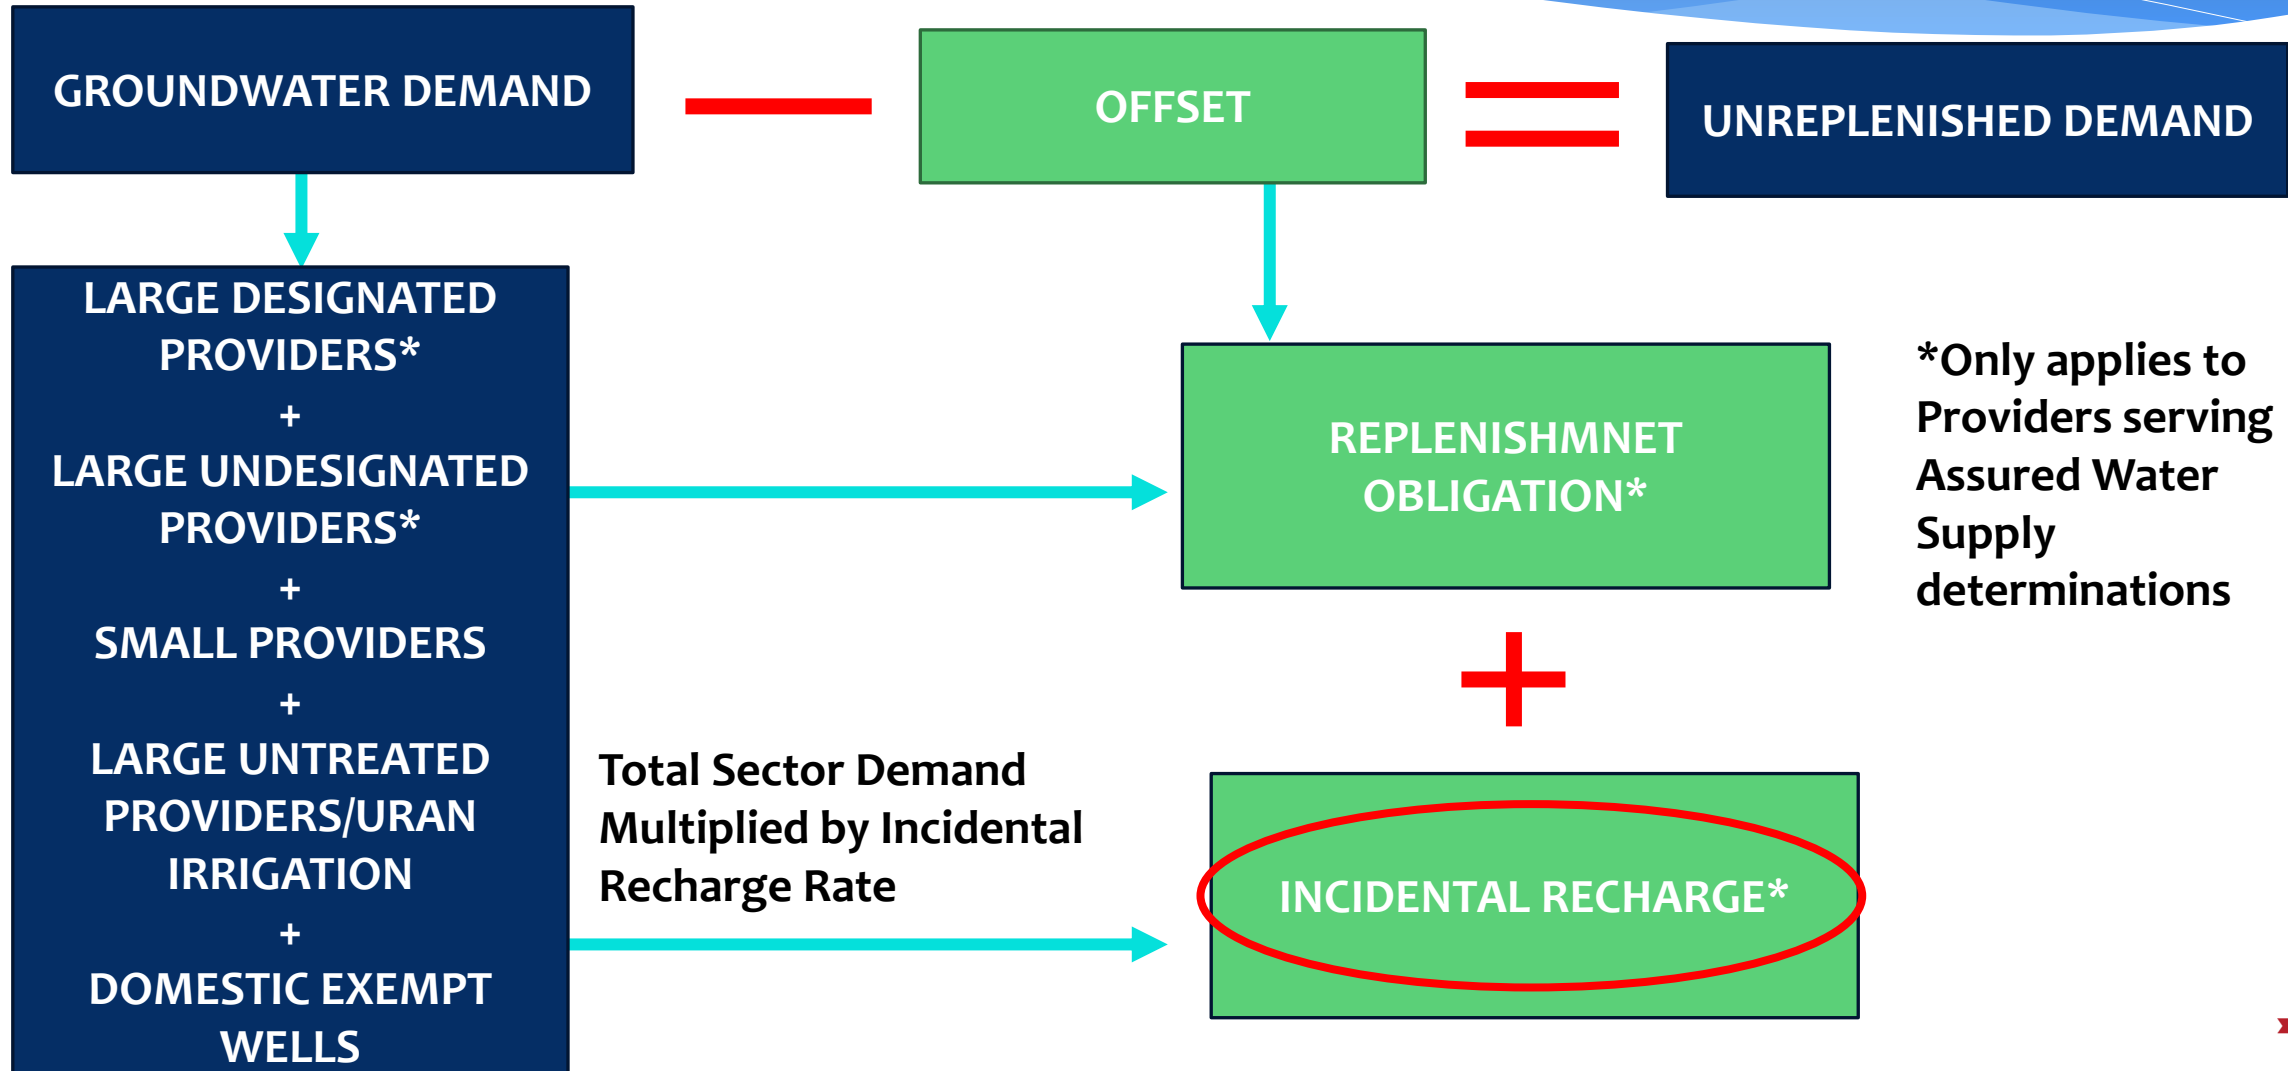 GROUNDWATER DEMAND
OFFSET
UNREPLENISHED DEMAND
LARGE DESIGNATED
PROVIDERS*
+
LARGE UNDESIGNATED
PROVIDERS*
+
SMALL PROVIDERS
+
LARGE UNTREATED
PROVIDERS/URAN
IRRIGATION
+
DOMESTIC EXEMPT
WELLS
REPLENISHMNET
OBLIGATION*
*Only applies to
Providers serving
Assured Water
Supply
determinations
Total Sector Demand
Multiplied by Incidental
Recharge Rate
INCIDENTAL RECHARGE*